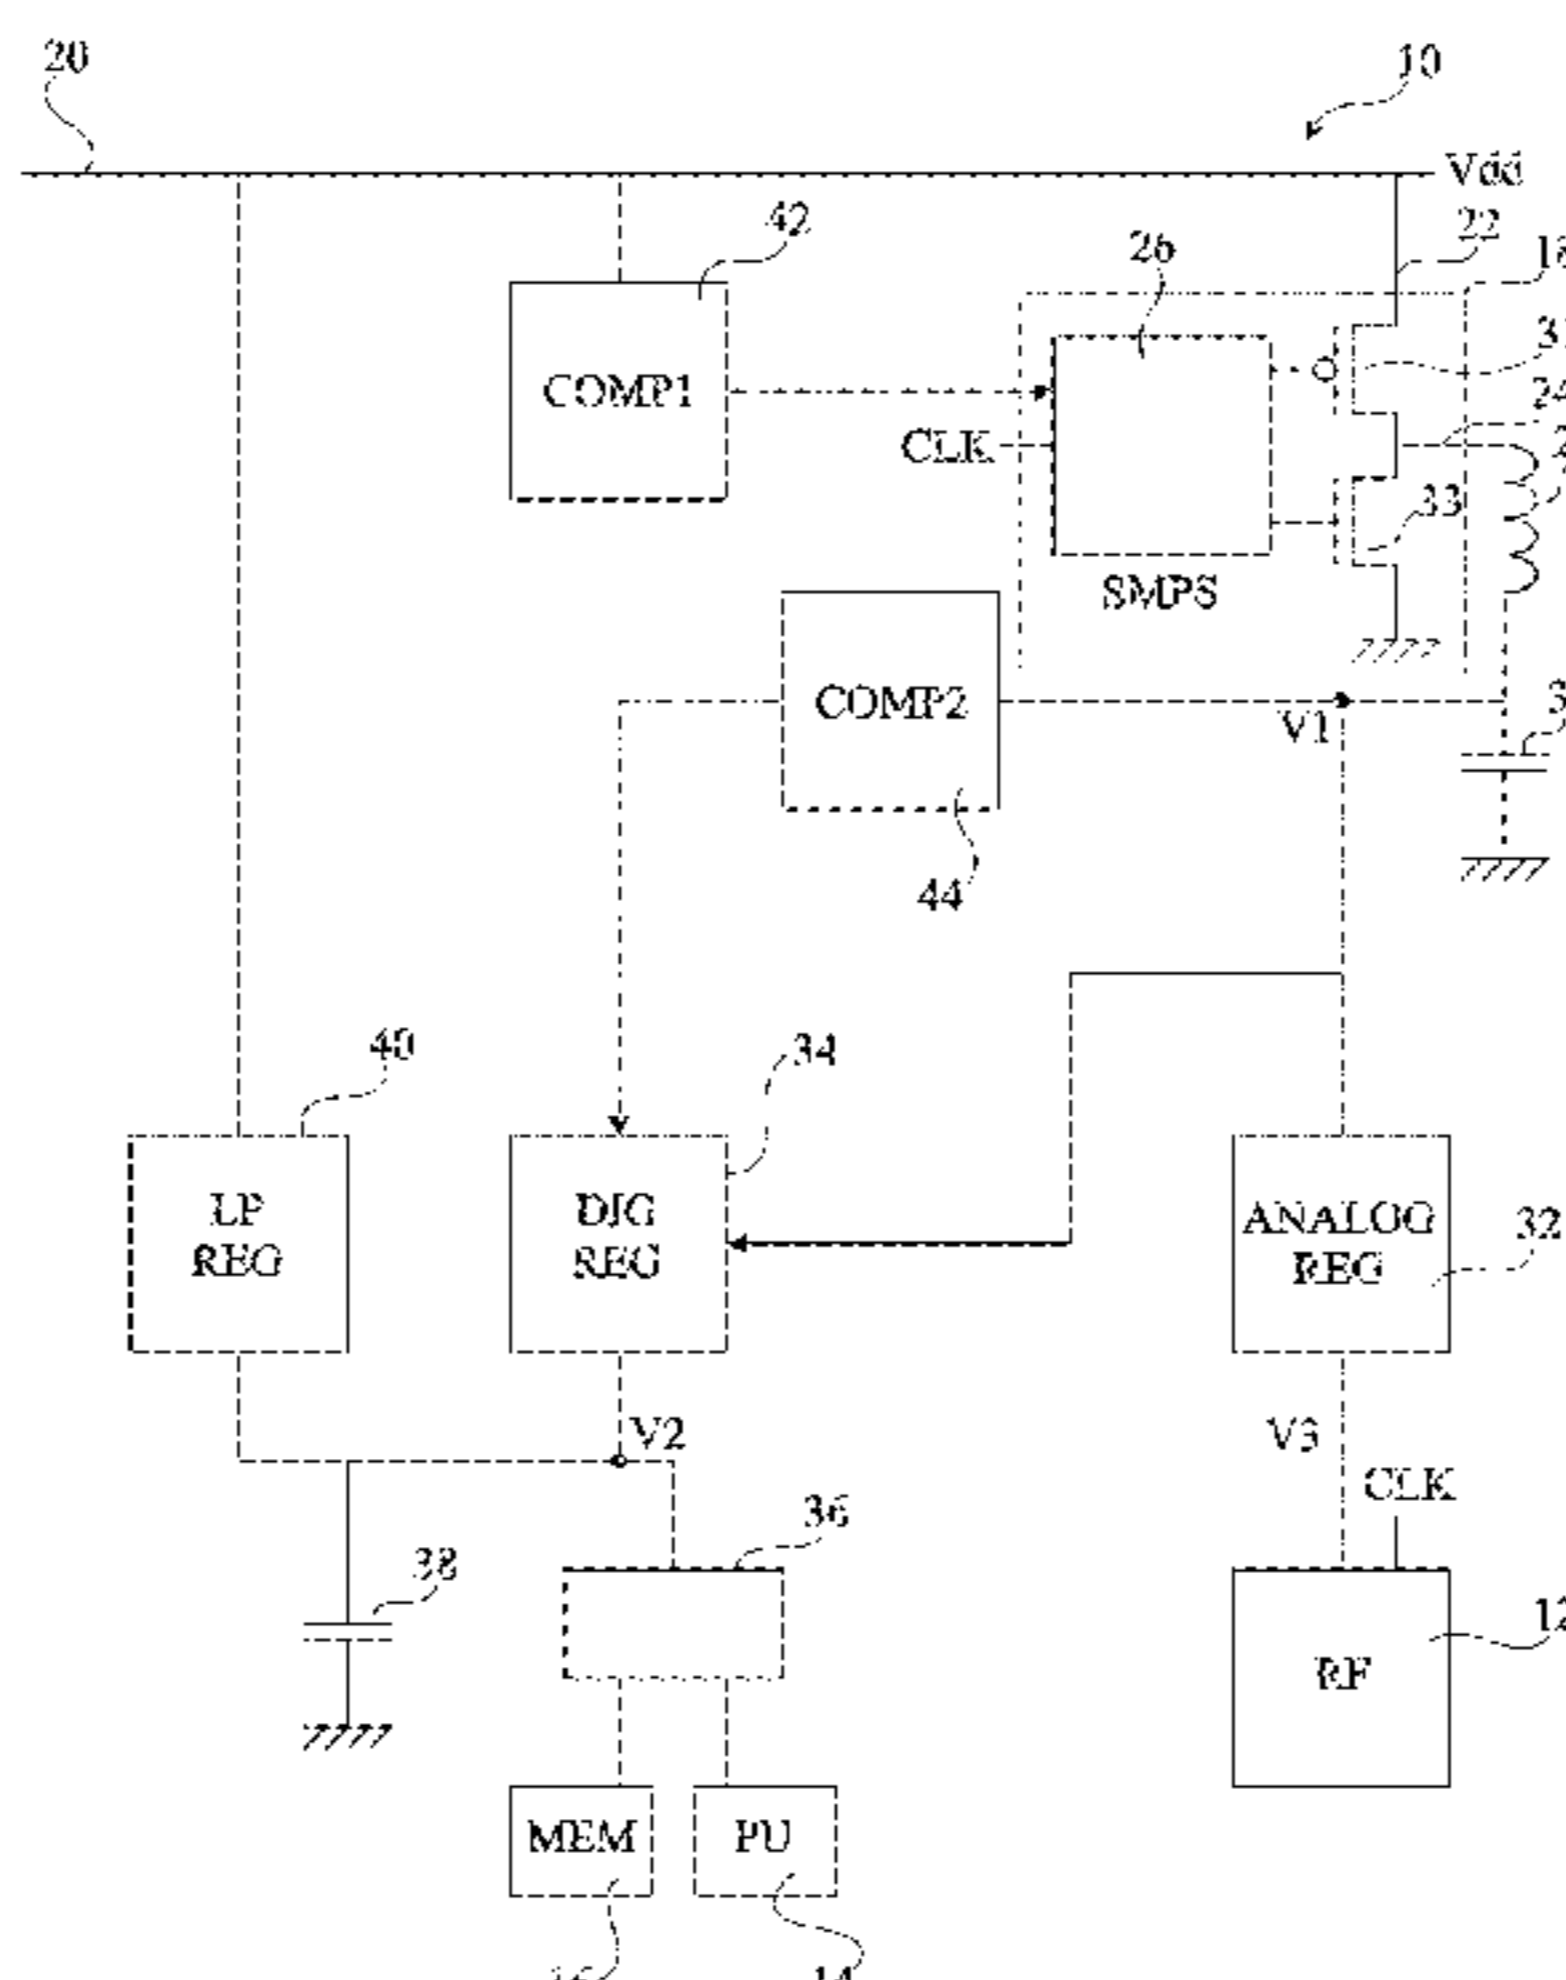 20
10
Vdd
42
22
26
COMP1
CLK
33
SMPS
COMP2
V1
44
40
34
LP
REG
DIG
REG
ANALOG
REG
32
V2
V3
CLK
36
38
RF
MEM
PU
14